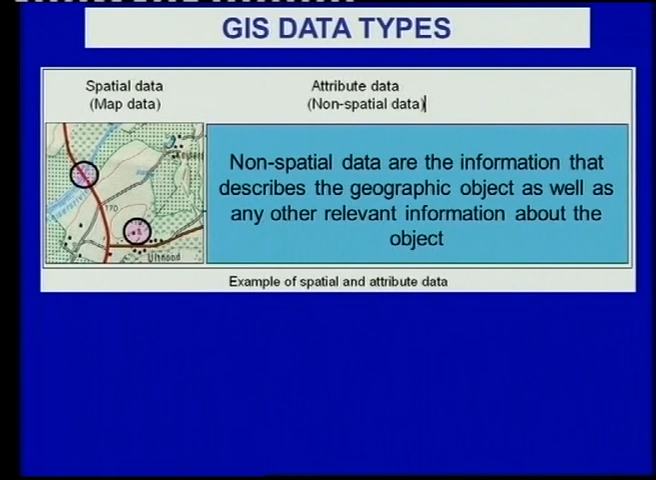 GIS DATA TYPES
Spatial data
(Map data)
Attribute data
(Non-spatial data)
170
Non-spatial data are the information that
describes the geographic object as well as
any other relevant information about the
object
Example of spatial and attribute data